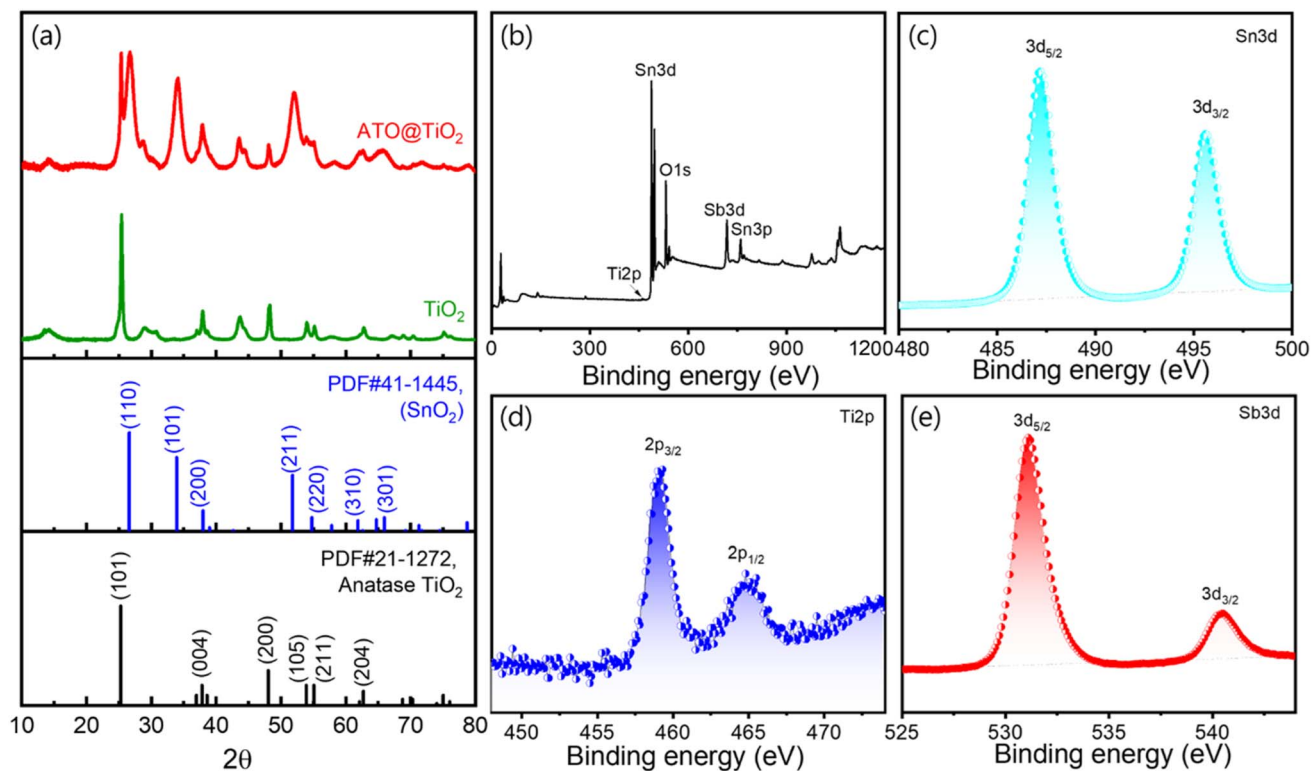 (a)
ATO@TiO₂
TiO₂
PDF#41-1445,
(SnO₂)
(110)
(101)
(200)
(211)
(220)
(310)
(301)
PDF#21-1272,
Anatase TiO₂
(101)
(004)
(200)
(105)
(211)
(204)
10 20 30 40 50 60 70 80
2θ
(b)
Sn3d
O1s
Sb3d
Sn3p
Ti2p
0 300 600 900 1200
Binding energy (eV)
(c)
Sn3d
3d₅/₂
3d₃/₂
480 485 490 495 500
Binding energy (eV)
(d)
Ti2p
2p₃/₂
2p₁/₂
450 455 460 465 470
Binding energy (eV)
(e)
Sb3d
3d₅/₂
3d₃/₂
525 530 535 540
Binding energy (eV)